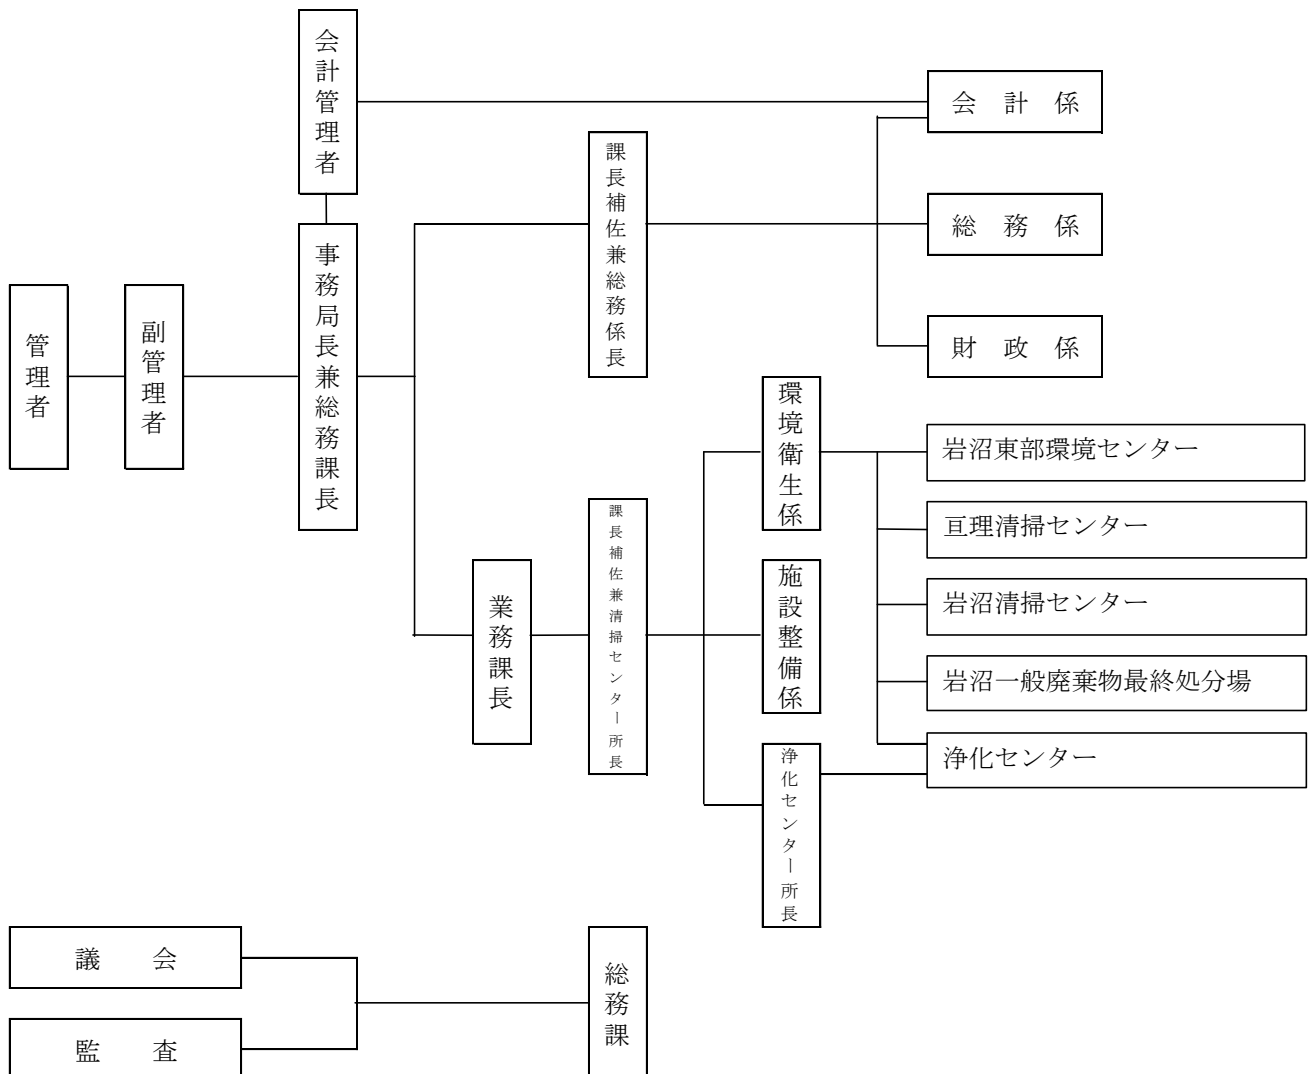 会計管理者
会　計　係
課長補佐兼総務係長
総　務　係
事務局長兼総務課長
管理者
副管理者
財　政　係
環境衛生係
岩沼東部環境センター
亘理清掃センター
課長補佐兼清掃センター所長
業務課長
施設整備係
岩沼清掃センター
岩沼一般廃棄物最終処分場
浄化センター所長
浄化センター
議　　会
総務課
監　　査